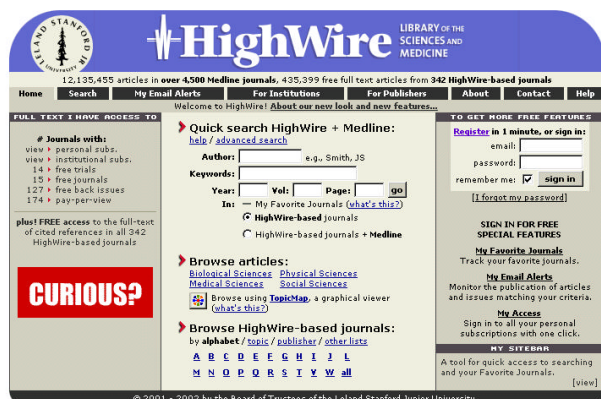 LELAND STANFORD JR UNIVERSITY
HighWire
LIBRARY OF THE
SCIENCES AND
MEDICINE
12,135,455 articles in over 4,500 Medline journals, 435,399 free full text articles from 342 HighWire-based journals
Home Search My Email Alerts For Institutions For Publishers About Contact Help
Welcome to HighWire! About our new look and new features...
FULL TEXT I HAVE ACCESS TO
# Journals with:
view personal subs.
view institutional subs.
14 free trials
15 free journals
127 free back issues
174 pay-per-view
plus! FREE access to the full-text
of cited references in all 342
HighWire-based journals
CURIOUS?
Quick search HighWire + Medline:
help / advanced search
Author: e.g., Smith, JS
Keywords:
Year: Vol: Page: go
In: — My Favorite Journals (what's this?)
HighWire-based journals
HighWire-based journals + Medline
Browse articles:
Biological Sciences Physical Sciences
Medical Sciences Social Sciences
Browse using TopicMap, a graphical viewer
(what's this?)
Browse HighWire-based journals:
by alphabet / topic / publisher / other lists
A B C D E F G H I J L
M N O P Q R S T V W all
TO GET MORE FREE FEATURES
Register in 1 minute, or sign in:
email:
password:
remember me: sign in
[I forgot my password]
SIGN IN FOR FREE
SPECIAL FEATURES
My Favorite Journals
Track your favorite journals.
My Email Alerts
Monitor the publication of articles
and issues matching your criteria.
My Access
Sign in to all your personal
subscriptions with one click.
MY SITEBAR
A tool for quick access to searching
and your Favorite Journals.
[view]
© 2001 - 2002 by the Board of Trustees of the Leland Stanford Junior University